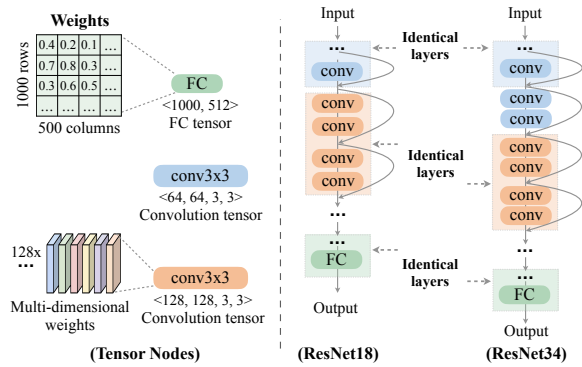 Weights
1000 rows
0.4 0.2 0.1 ...
0.7 0.8 0.3 ...
0.3 0.6 0.5 ...
... ... ... ...
500 columns
FC
<1000, 512>
FC tensor
conv3x3
<64, 64, 3, 3>
Convolution tensor
128x
...
Multi-dimensional
weights
conv3x3
<128, 128, 3, 3>
Convolution tensor
(Tensor Nodes)
Input
...
conv
conv
conv
conv
conv
...
...
FC
Output
(ResNet18)
Identical
layers
Identical
layers
Identical
layers
Input
...
conv
conv
conv
conv
conv
conv
conv
...
...
FC
Output
(ResNet34)